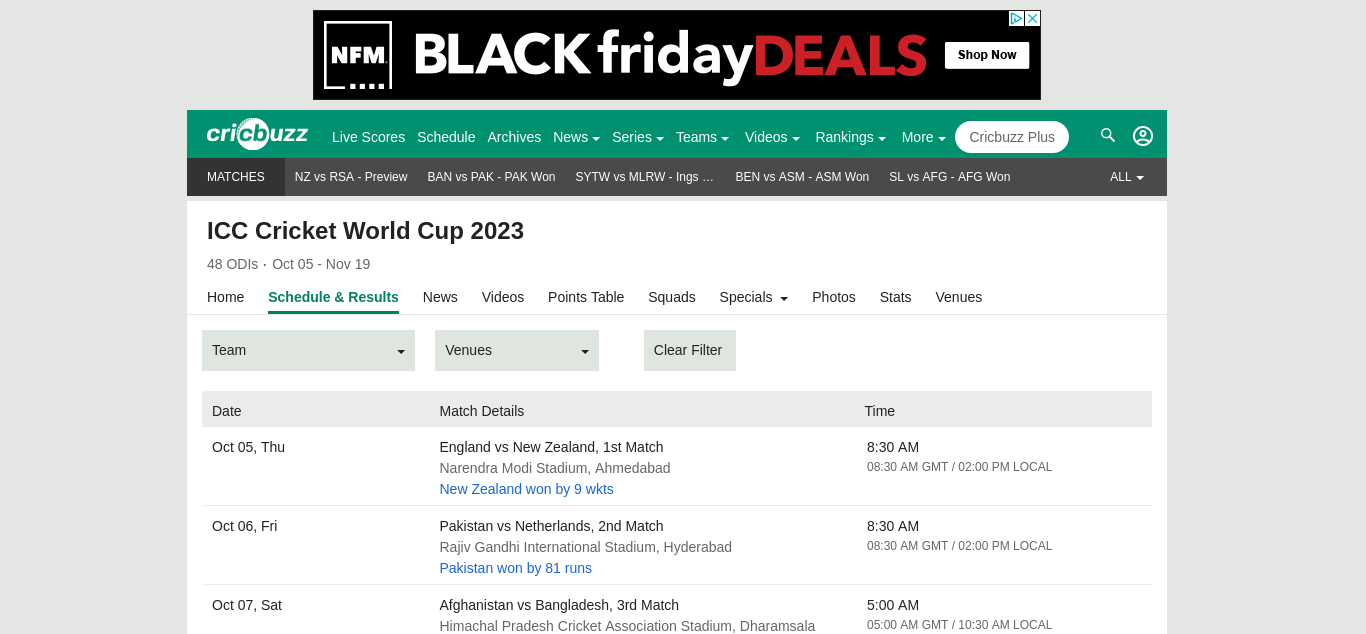 NFM.
BLACK friday DEALS
Shop Now
cricbuzz
Live Scores Schedule Archives News Series Teams Videos Rankings More Cricbuzz Plus
MATCHES NZ vs RSA - Preview BAN vs PAK - PAK Won SYTW vs MLRW - Ings … BEN vs ASM - ASM Won SL vs AFG - AFG Won ALL
ICC Cricket World Cup 2023
48 ODIs · Oct 05 - Nov 19
Home Schedule & Results News Videos Points Table Squads Specials Photos Stats Venues
Team Venues Clear Filter
Date Match Details Time
Oct 05, Thu England vs New Zealand, 1st Match 8:30 AM
Narendra Modi Stadium, Ahmedabad 08:30 AM GMT / 02:00 PM LOCAL
New Zealand won by 9 wkts
Oct 06, Fri Pakistan vs Netherlands, 2nd Match 8:30 AM
Rajiv Gandhi International Stadium, Hyderabad 08:30 AM GMT / 02:00 PM LOCAL
Pakistan won by 81 runs
Oct 07, Sat Afghanistan vs Bangladesh, 3rd Match 5:00 AM
Himachal Pradesh Cricket Association Stadium, Dharamsala 05:00 AM GMT / 10:30 AM LOCAL